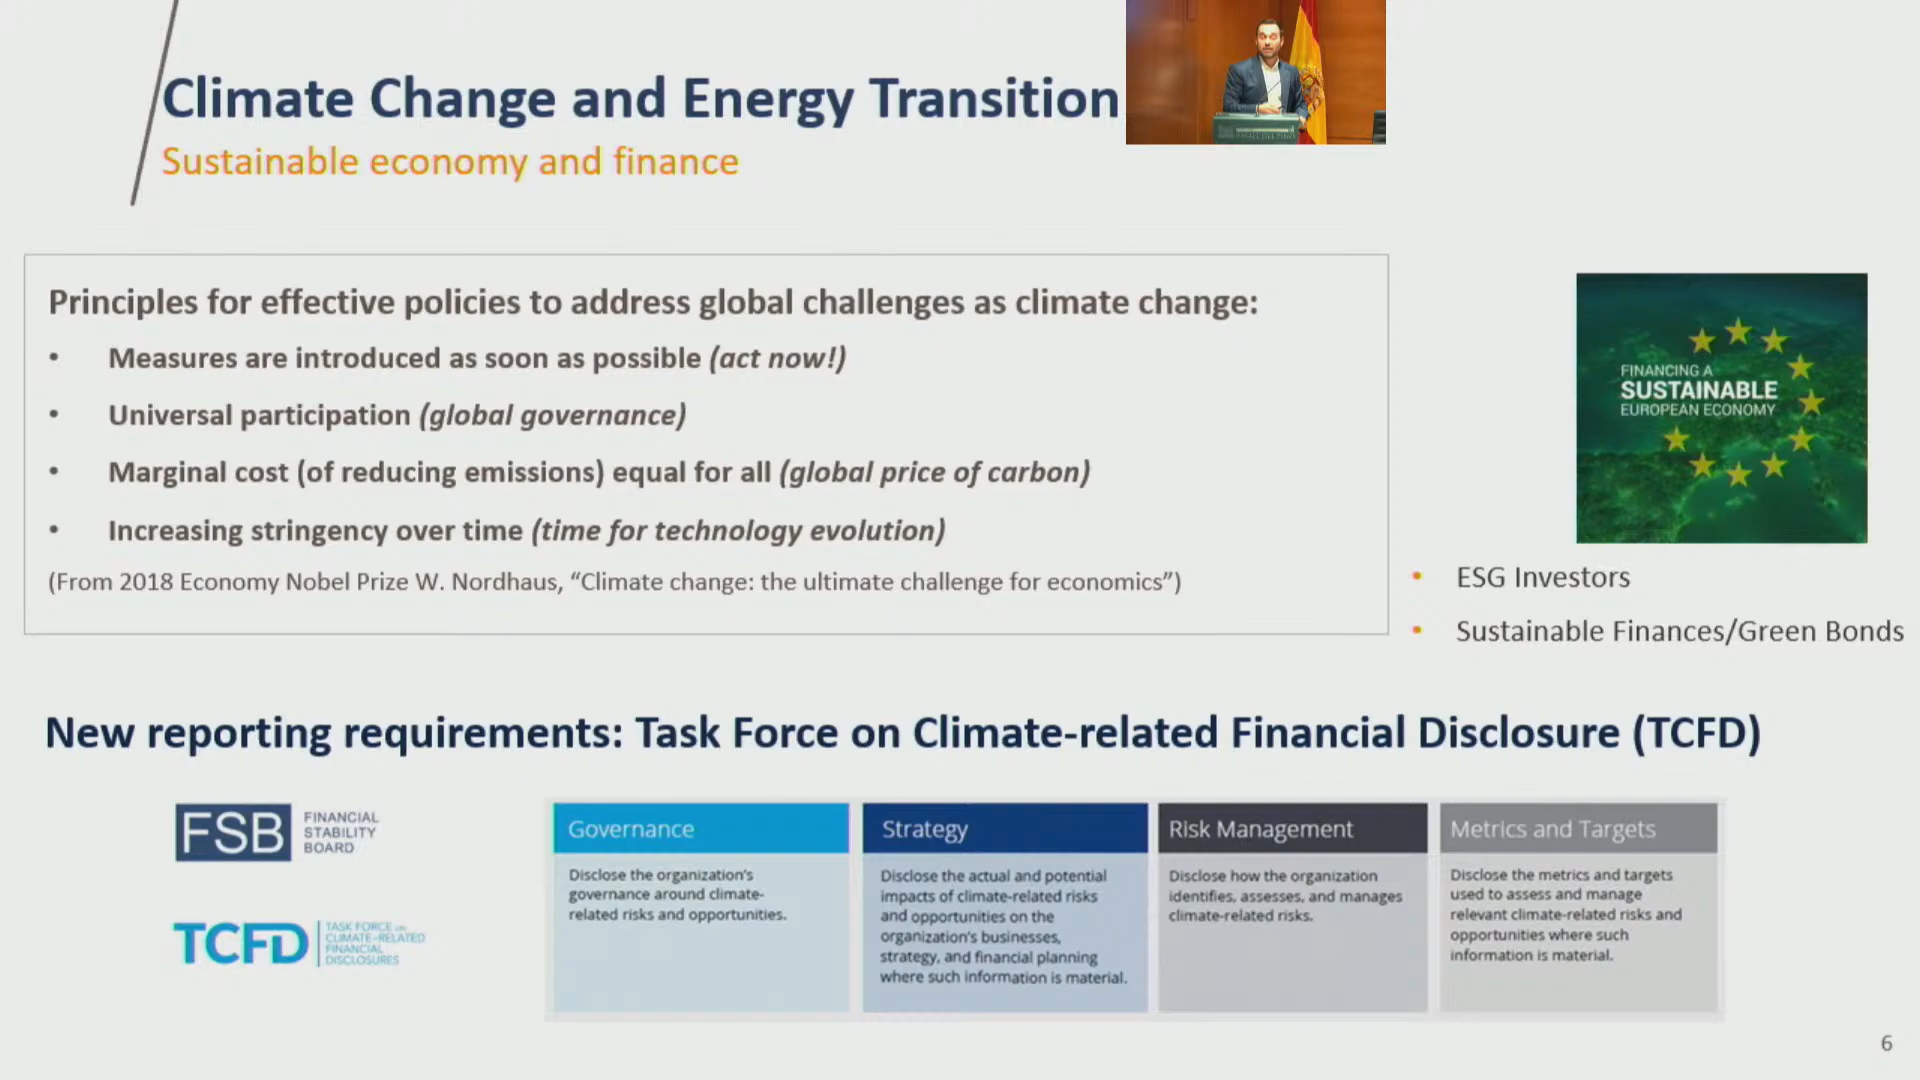 Climate Change and Energy Transition
Sustainable economy and finance
Principles for effective policies to address global challenges as climate change:
• Measures are introduced as soon as possible (act now!)
• Universal participation (global governance)
• Marginal cost (of reducing emissions) equal for all (global price of carbon)
• Increasing stringency over time (time for technology evolution)
(From 2018 Economy Nobel Prize W. Nordhaus, “Climate change: the ultimate challenge for economics”)
FINANCING A
SUSTAINABLE
EUROPEAN ECONOMY
• ESG Investors
• Sustainable Finances/Green Bonds
New reporting requirements: Task Force on Climate-related Financial Disclosure (TCFD)
FSB
FINANCIAL
STABILITY
BOARD
TCFD
TASK FORCE on
CLIMATE-RELATED
FINANCIAL
DISCLOSURES
Governance
Disclose the organization's
governance around climate-
related risks and opportunities.
Strategy
Disclose the actual and potential
impacts of climate-related risks
and opportunities on the
organization's businesses,
strategy, and financial planning
where such information is material.
Risk Management
Disclose how the organization
identifies, assesses, and manages
climate-related risks.
Metrics and Targets
Disclose the metrics and targets
used to assess and manage
relevant climate-related risks and
opportunities where such
information is material.
6